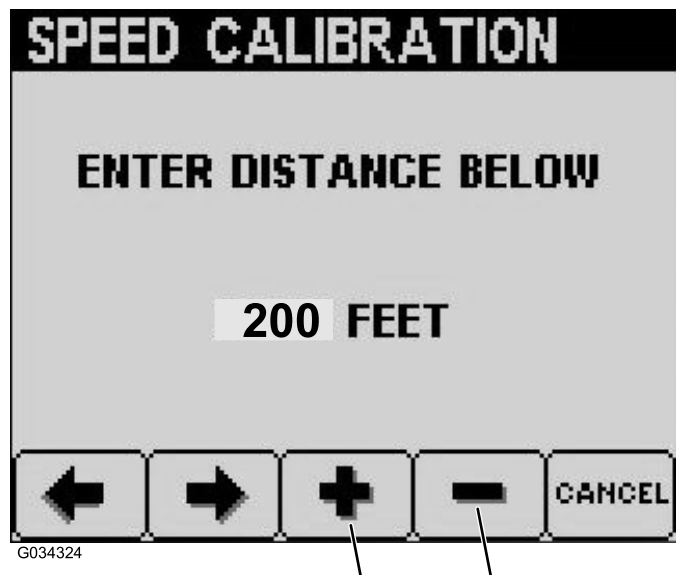 SPEED CALIBRATION
ENTER DISTANCE BELOW
200 FEET
CANCEL
G034324